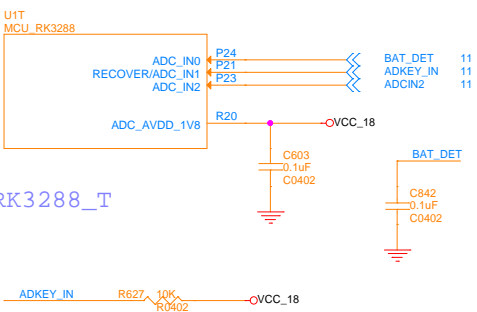 U1T
MCU_RK3288
ADC_IN0 P24 BAT_DET 11
RECOVER/ADC_IN1 P21 ADKEY_IN 11
ADC_IN2 P23 ADCIN2 11
ADC_AVDD_1V8 R20 VCC_18
C603
0.1uF
C0402
BAT_DET
C842
0.1uF
C0402
RK3288_T
ADKEY_IN R627 10K VCC_18
R0402